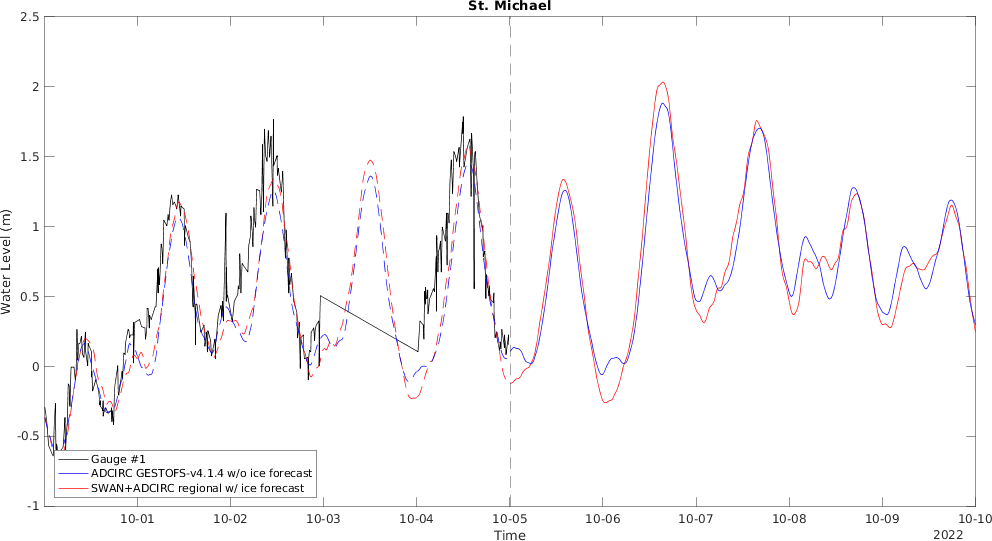 St. Michael
2.5
2
1.5
1
0.5
0
-0.5
-1
Water Level (m)
Gauge #1
ADCIRC GESTOFS-v4.1.4 w/o ice forecast
SWAN+ADCIRC regional w/ ice forecast
10-01 10-02 10-03 10-04 10-05 10-06 10-07 10-08 10-09 10-10
Time
2022